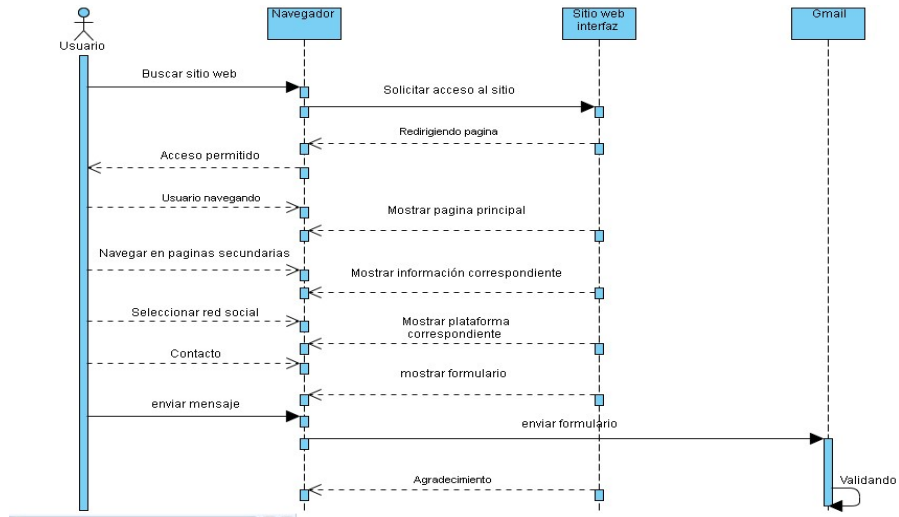 Navegador
Sitio web
interfaz
Gmail
Usuario
Buscar sitio web
Solicitar acceso al sitio
Redirigiendo pagina
Acceso permitido
Usuario navegando
Mostrar pagina principal
Navegar en paginas secundarias
Mostrar información correspondiente
Seleccionar red social
Mostrar plataforma
correspondiente
Contacto
mostrar formulario
enviar mensaje
enviar formulario
Agradecimiento
Validando